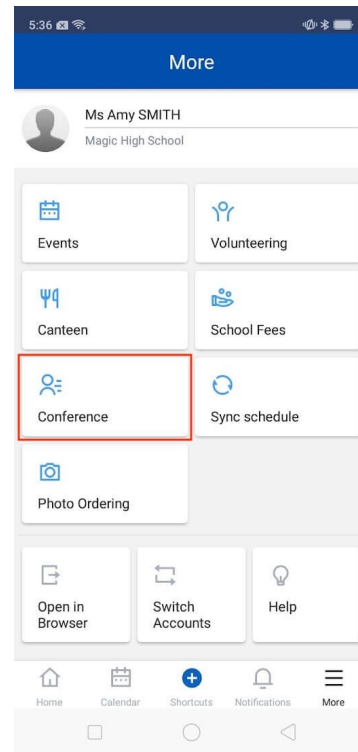 5:36
More
Ms Amy SMITH
Magic High School
Events
Volunteering
Canteen
School Fees
Conference
Sync schedule
Photo Ordering
Open in
Browser
Switch
Accounts
Help
Home
Calendar
Shortcuts
Notifications
More